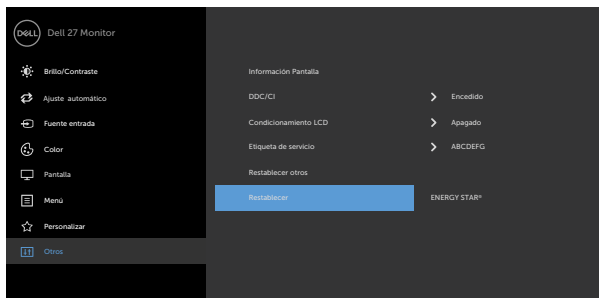 DELL
Dell 27 Monitor
Brillo/Contraste
Ajuste automático
Fuente entrada
Color
Pantalla
Menú
Personalizar
Otros
Información Pantalla
DDC/CI
Encedido
Condicionamiento LCD
Apagado
Etiqueta de servicio
ABCDEFG
Restablecer otros
Restablecer
ENERGY STAR®